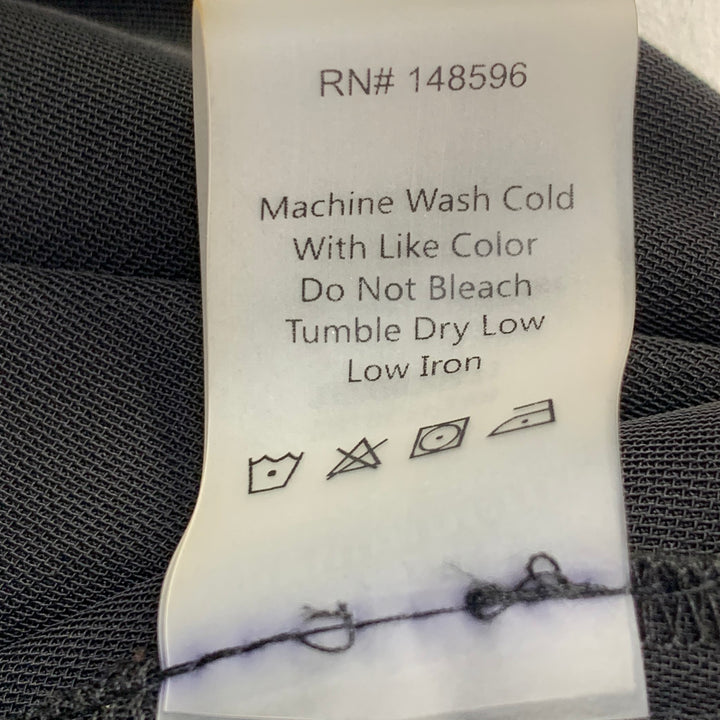 RN# 148596
Machine Wash Cold
With Like Color
Do Not Bleach
Tumble Dry Low
Low Iron